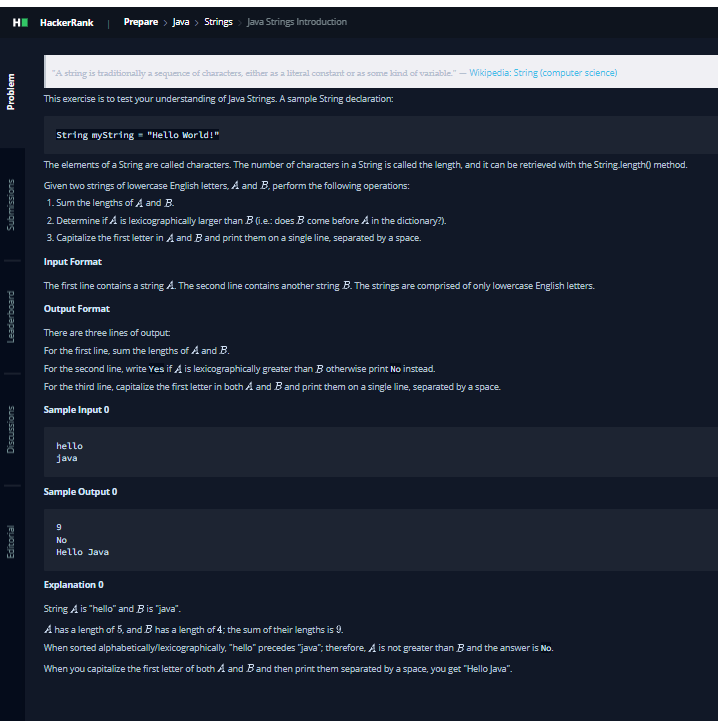 HackerRank | Prepare > Java > Strings > Java Strings Introduction
Problem
Submissions
Leaderboard
Discussions
Editorial
"A string is traditionally a sequence of characters, either as a literal constant or as some kind of variable." — Wikipedia: String (computer science)
This exercise is to test your understanding of Java Strings. A sample String declaration:
String myString = "Hello World!"
The elements of a String are called characters. The number of characters in a String is called the length, and it can be retrieved with the String.length() method.
Given two strings of lowercase English letters, A and B, perform the following operations:
1. Sum the lengths of A and B.
2. Determine if A is lexicographically larger than B (i.e.: does B come before A in the dictionary?).
3. Capitalize the first letter in A and B and print them on a single line, separated by a space.
Input Format
The first line contains a string A. The second line contains another string B. The strings are comprised of only lowercase English letters.
Output Format
There are three lines of output:
For the first line, sum the lengths of A and B.
For the second line, write Yes if A is lexicographically greater than B otherwise print No instead.
For the third line, capitalize the first letter in both A and B and print them on a single line, separated by a space.
Sample Input 0
hello
java
Sample Output 0
9
No
Hello Java
Explanation 0
String A is "hello" and B is "java".
A has a length of 5, and B has a length of 4; the sum of their lengths is 9.
When sorted alphabetically/lexicographically, "hello" precedes "java"; therefore, A is not greater than B and the answer is No.
When you capitalize the first letter of both A and B and then print them separated by a space, you get "Hello Java".